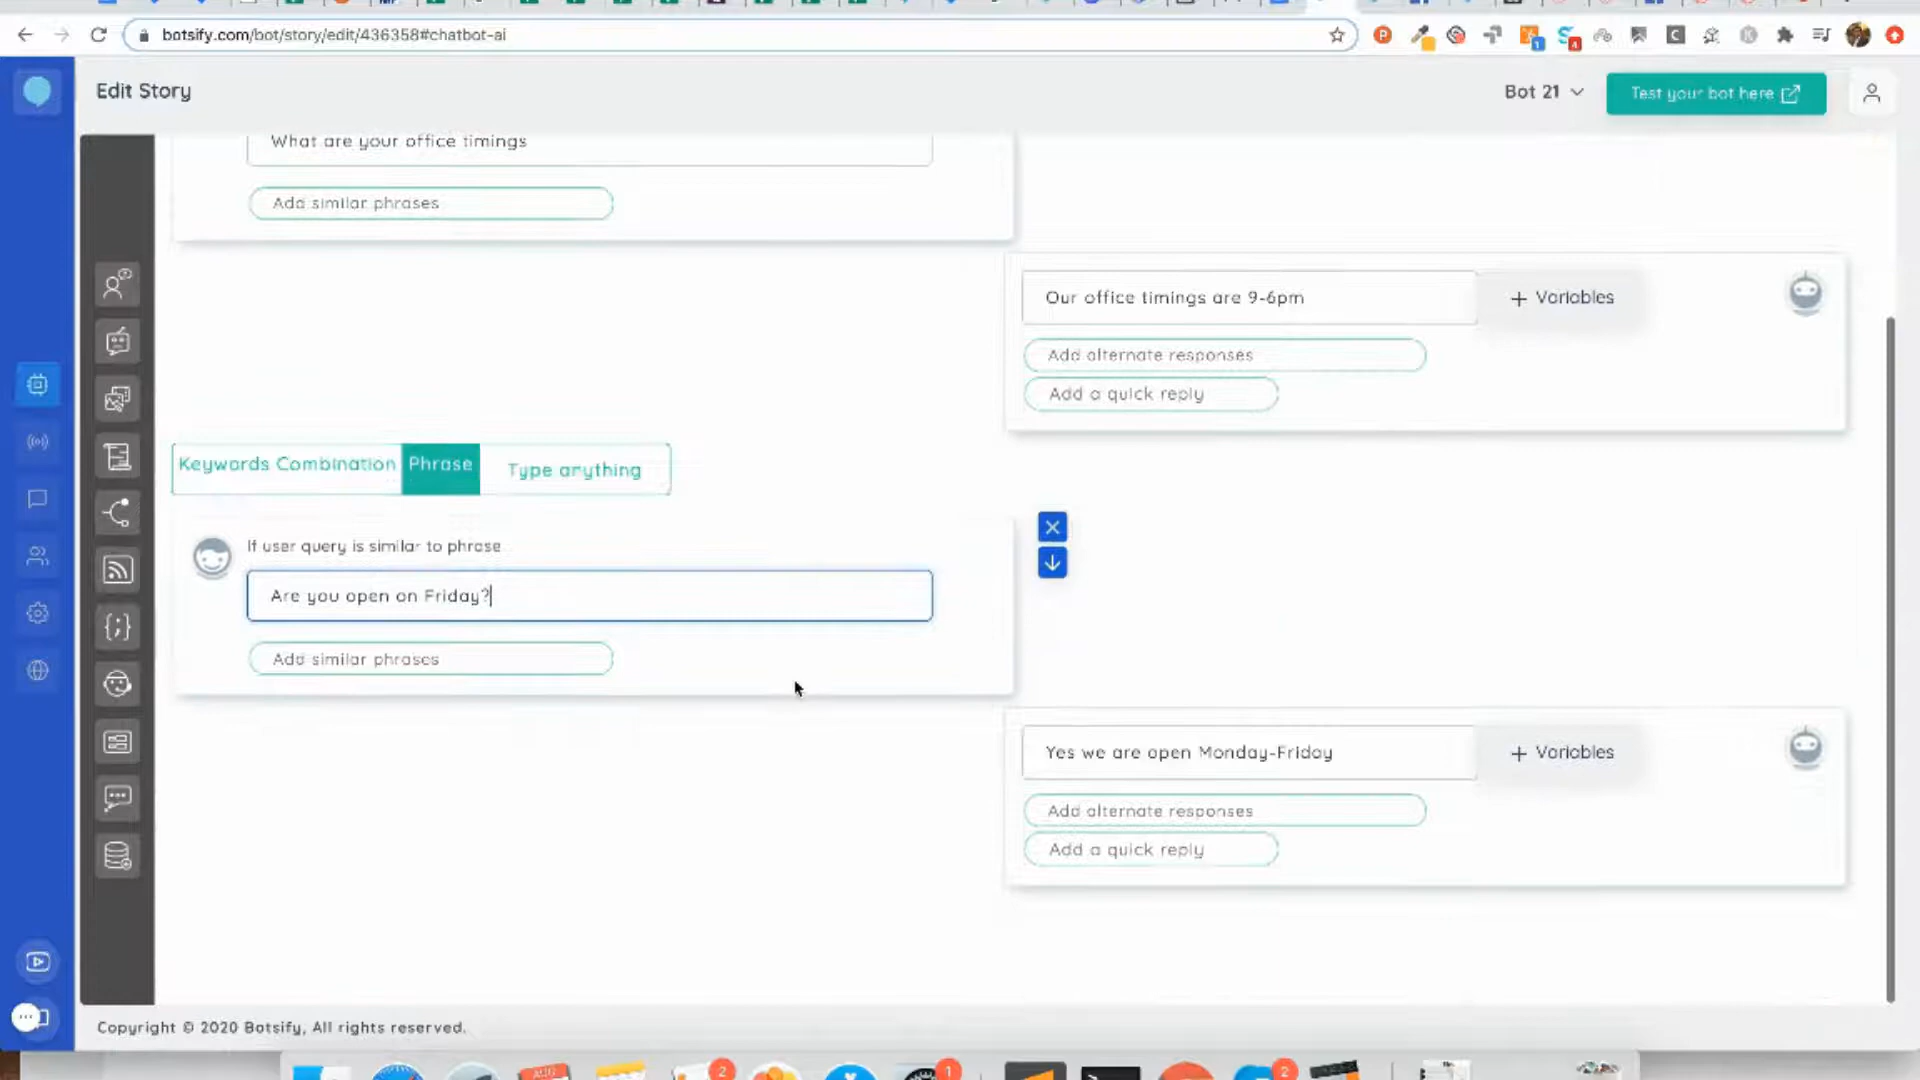 botsify.com/bot/story/edit/436358#chatbot-ai
Edit Story
Bot 21
Test your bot here
What are your office timings
Add similar phrases
Our office timings are 9-6pm
+ Variables
Add alternate responses
Add a quick reply
Keywords Combination
Phrase
Type anything
If user query is similar to phrase
Are you open on Friday?
Add similar phrases
Yes we are open Monday-Friday
+ Variables
Add alternate responses
Add a quick reply
Copyright © 2020 Botsify, All rights reserved.
AUG
2
1
2